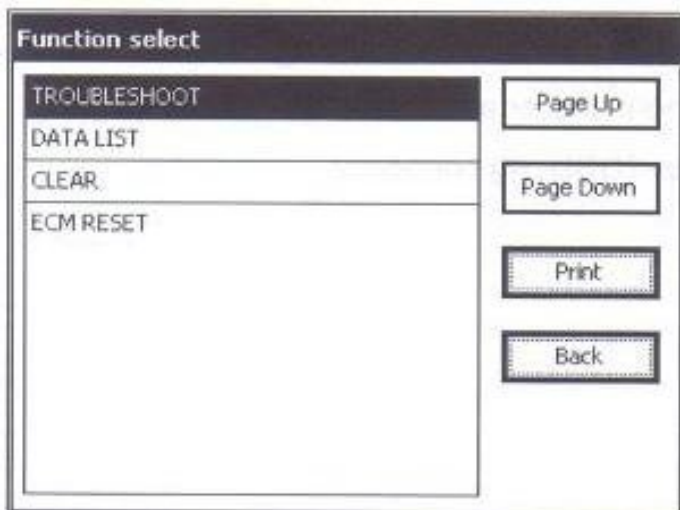 Function select
TROUBLESHOOT
DATA LIST
CLEAR
ECM RESET
Page Up
Page Down
Print
Back